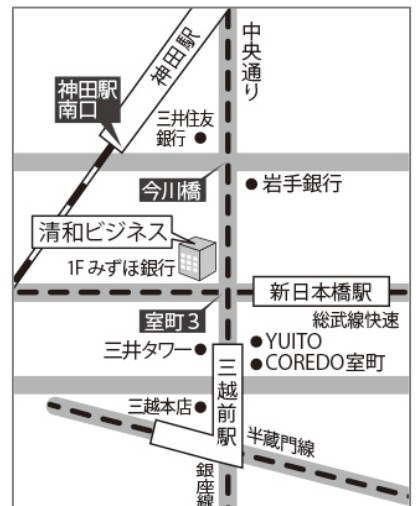 神田駅
中央通り
神田駅
南口
三井住友
銀行
今川橋
岩手銀行
清和ビジネス
1F みずほ銀行
新日本橋駅
総武線快速
室町3
三井タワー
YUITO
COREDO室町
三越前駅
三越本店
半蔵門線
銀座線